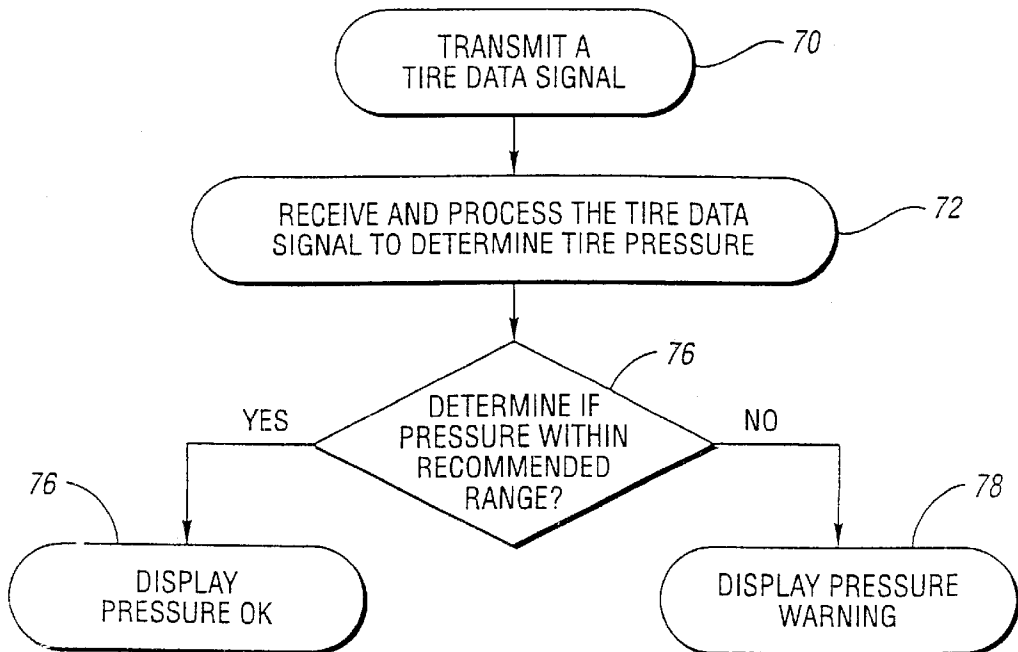 TRANSMIT A
TIRE DATA SIGNAL
70
RECEIVE AND PROCESS THE TIRE DATA
SIGNAL TO DETERMINE TIRE PRESSURE
72
76
YES
DETERMINE IF
PRESSURE WITHIN
RECOMMENDED
RANGE?
NO
76
DISPLAY
PRESSURE OK
78
DISPLAY PRESSURE
WARNING